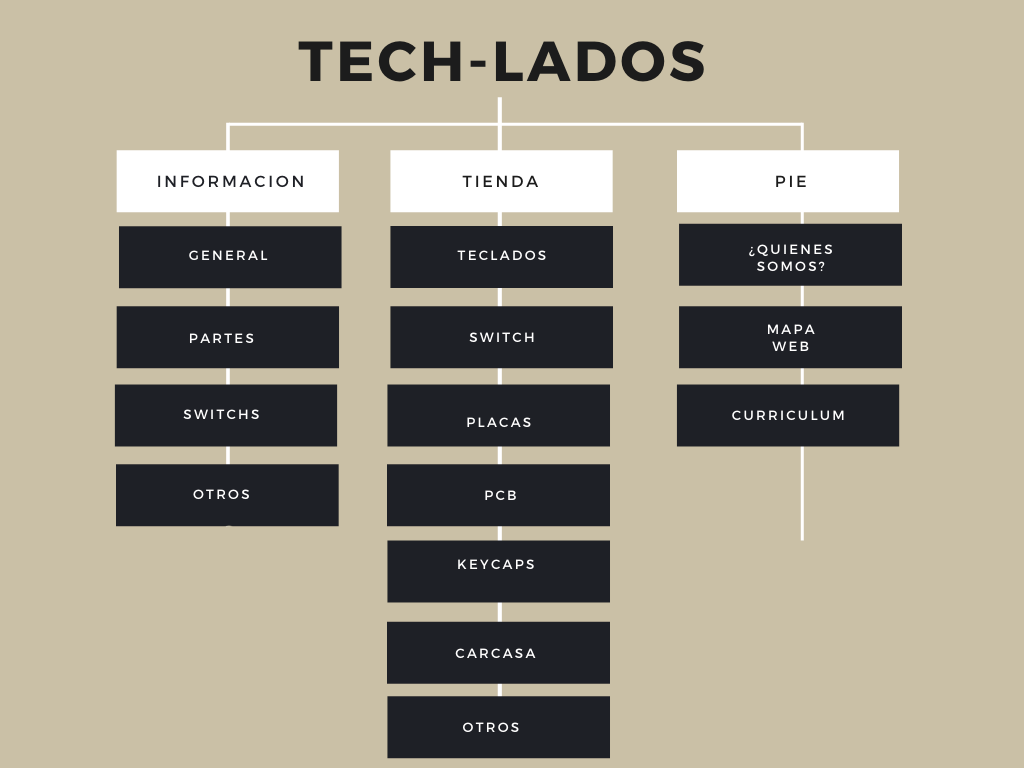 TECH-LADOS
INFORMACION
GENERAL
PARTES
SWITCHS
OTROS
TIENDA
TECLADOS
SWITCH
PLACAS
PCB
KEYCAPS
CARCASA
OTROS
PIE
¿QUIENES
SOMOS?
MAPA
WEB
CURRICULUM